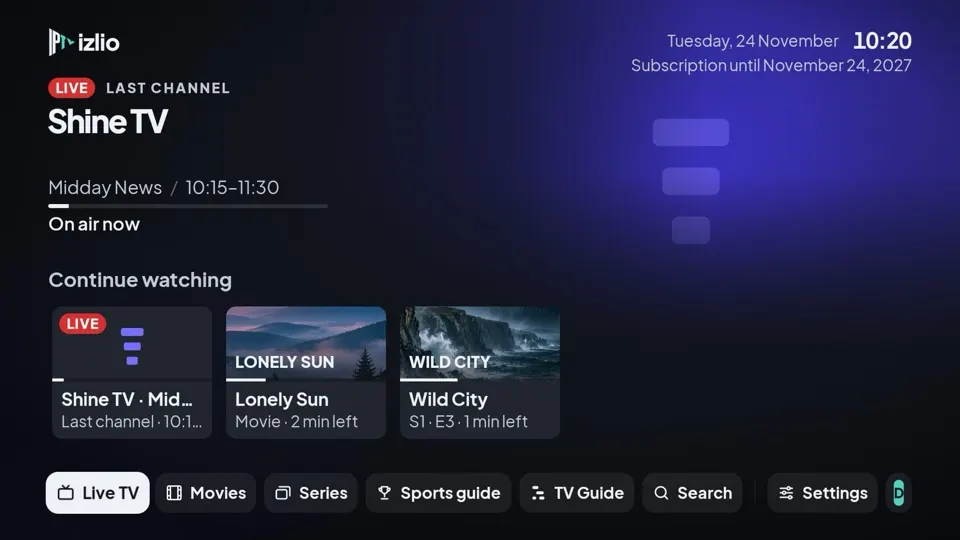 izlio
Tuesday, 24 November 10:20
Subscription until November 24, 2027
LIVE LAST CHANNEL
Shine TV
Midday News / 10:15–11:30
On air now
Continue watching
LIVE
LONELY SUN
WILD CITY
Shine TV · Mid...
Last channel · 10:1...
Lonely Sun
Movie · 2 min left
Wild City
S1 · E3 · 1 min left
Live TV
Movies
Series
Sports guide
TV Guide
Search
Settings
D